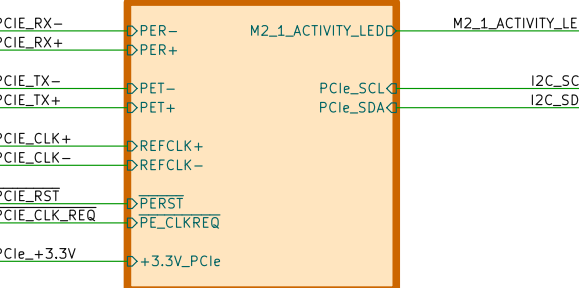 PCIE_RX- PER- M2_1_ACTIVITY_LED M2_1_ACTIVITY_LE
PCIE_RX+ PER+
PCIE_TX- PET- PCIe_SCL I2C_SC
PCIE_TX+ PET+ PCIe_SDA I2C_SD
PCIE_CLK+ REFCLK+
PCIE_CLK- REFCLK-
PCIE_RST PERST
PCIE_CLK_REQ PE_CLKREQ
PCIe_+3.3V +3.3V_PCIe